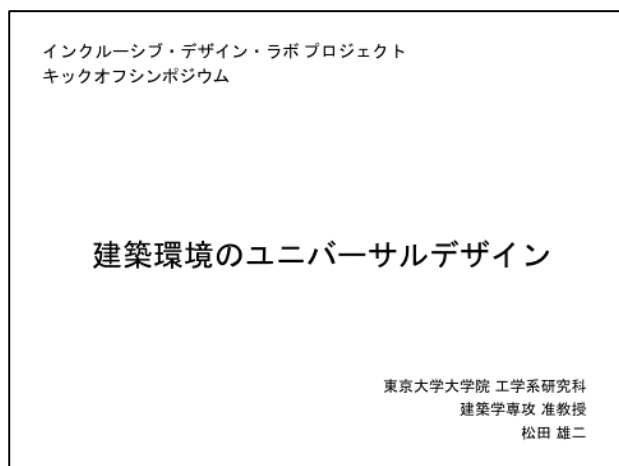 インクルーシブ・デザイン・ラボ プロジェクト
キックオフシンポジウム
建築環境のユニバーサルデザイン
東京大学大学院 工学系研究科
建築学専攻 准教授
松田 雄二